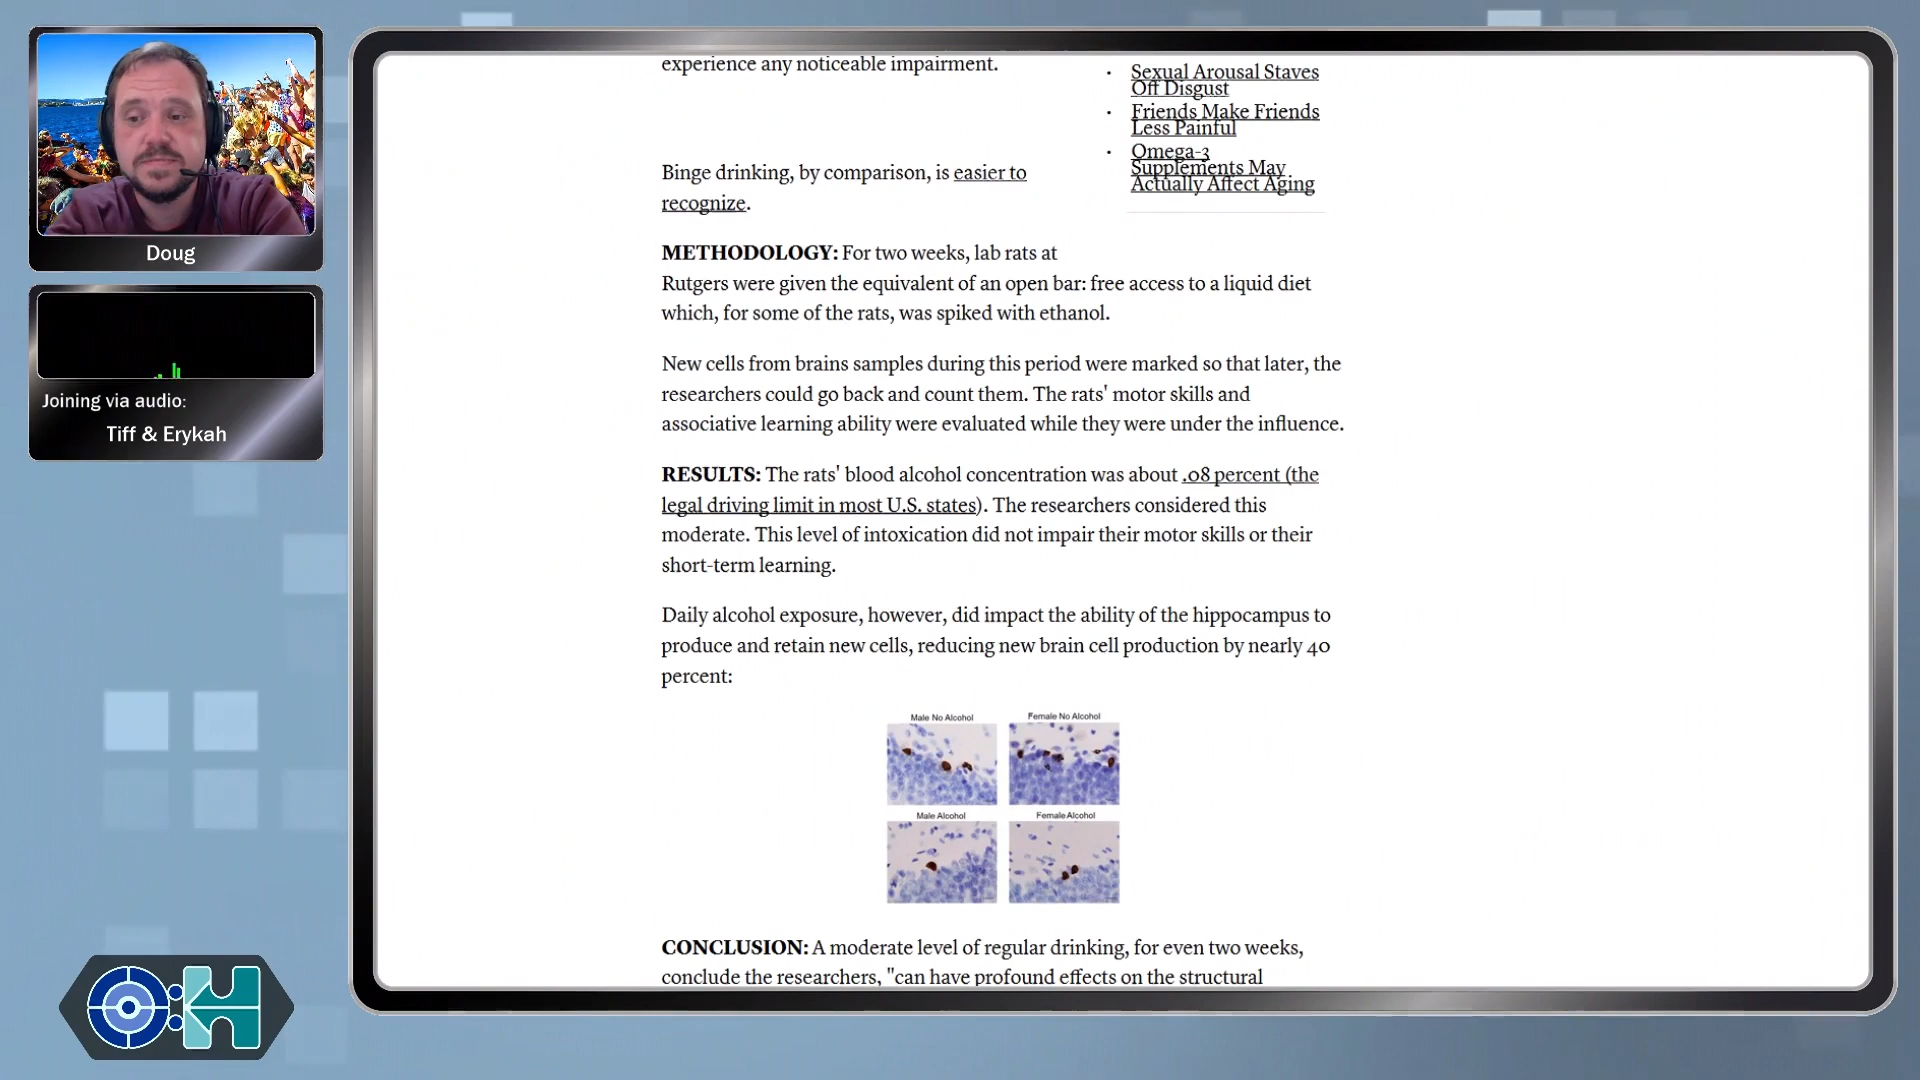 Doug
Joining via audio:
Tiff & Erykah
experience any noticeable impairment.
Binge drinking, by comparison, is easier to
recognize.
· Sexual Arousal Staves
Off Disgust
· Friends Make Friends
Less Painful
· Omega-3
Supplements May
Actually Affect Aging
METHODOLOGY: For two weeks, lab rats at
Rutgers were given the equivalent of an open bar: free access to a liquid diet
which, for some of the rats, was spiked with ethanol.
New cells from brains samples during this period were marked so that later, the
researchers could go back and count them. The rats' motor skills and
associative learning ability were evaluated while they were under the influence.
RESULTS: The rats' blood alcohol concentration was about .08 percent (the
legal driving limit in most U.S. states). The researchers considered this
moderate. This level of intoxication did not impair their motor skills or their
short-term learning.
Daily alcohol exposure, however, did impact the ability of the hippocampus to
produce and retain new cells, reducing new brain cell production by nearly 40
percent:
Male No Alcohol
Female No Alcohol
Male Alcohol
Female Alcohol
CONCLUSION: A moderate level of regular drinking, for even two weeks,
conclude the researchers, "can have profound effects on the structural